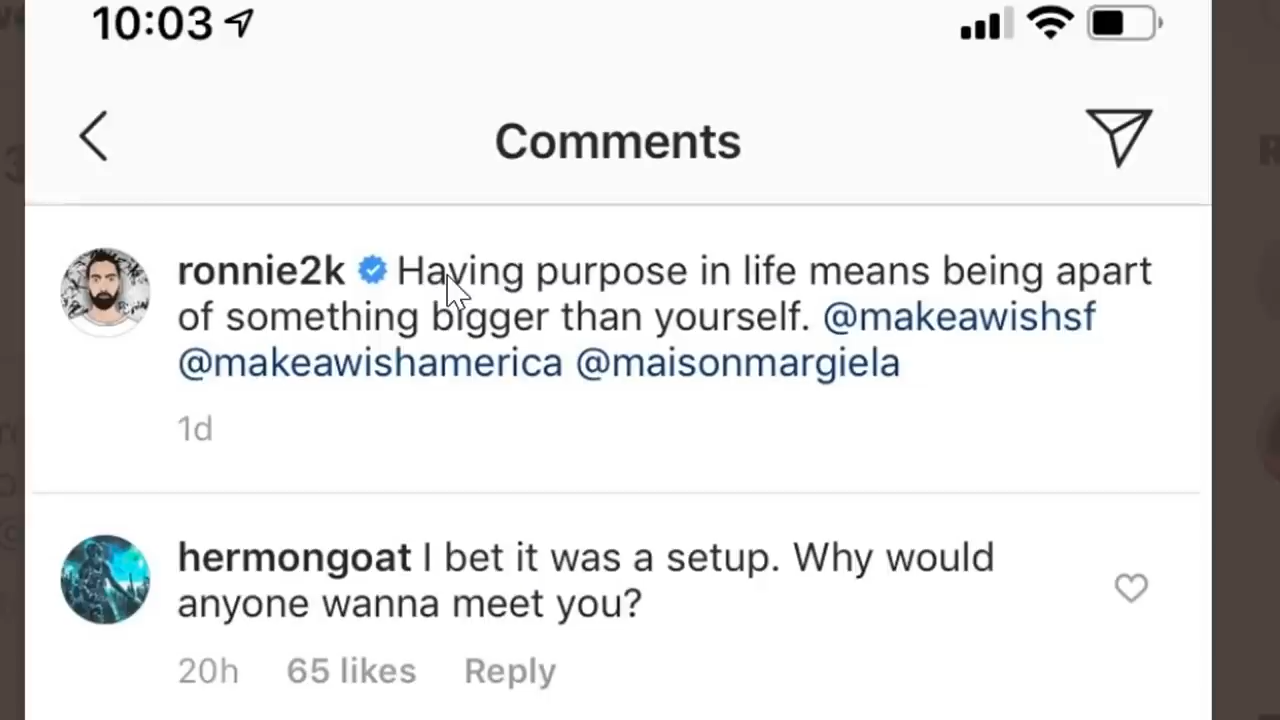 10:03
Comments
ronnie2k Having purpose in life means being apart
of something bigger than yourself. @makeawishsf
@makeawishamerica @maisonmargiela
1d
hermongoat I bet it was a setup. Why would
anyone wanna meet you?
20h 65 likes Reply